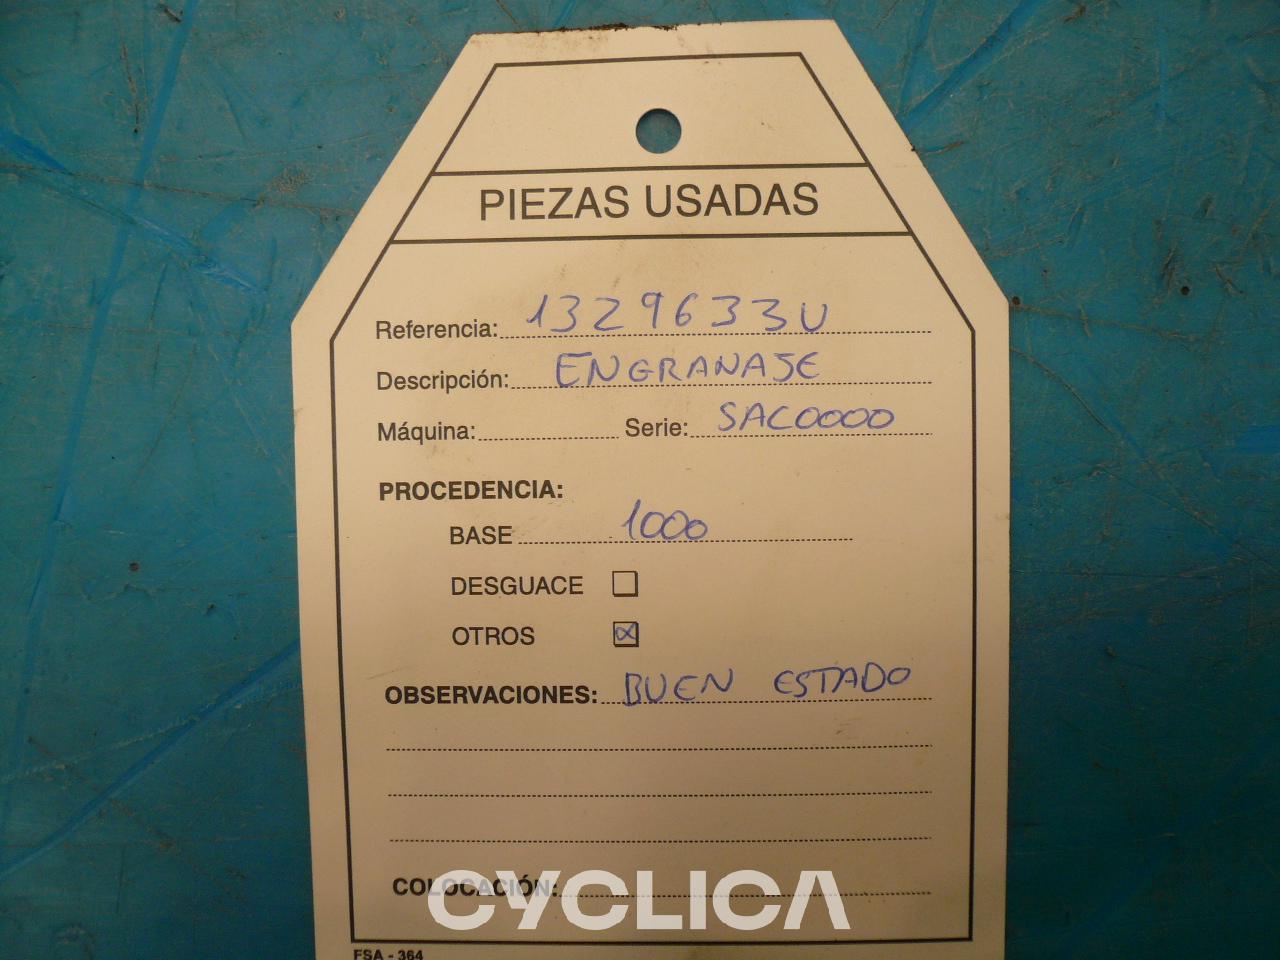 PIEZAS USADAS
Referencia: 1329633U
Descripción: ENGRANAJE
Máquina: Serie: SAC0000
PROCEDENCIA:
BASE 1000
DESGUACE
OTROS
OBSERVACIONES: BUEN ESTADO
COLOCACIÓN:
CYCLICA
FSA - 364